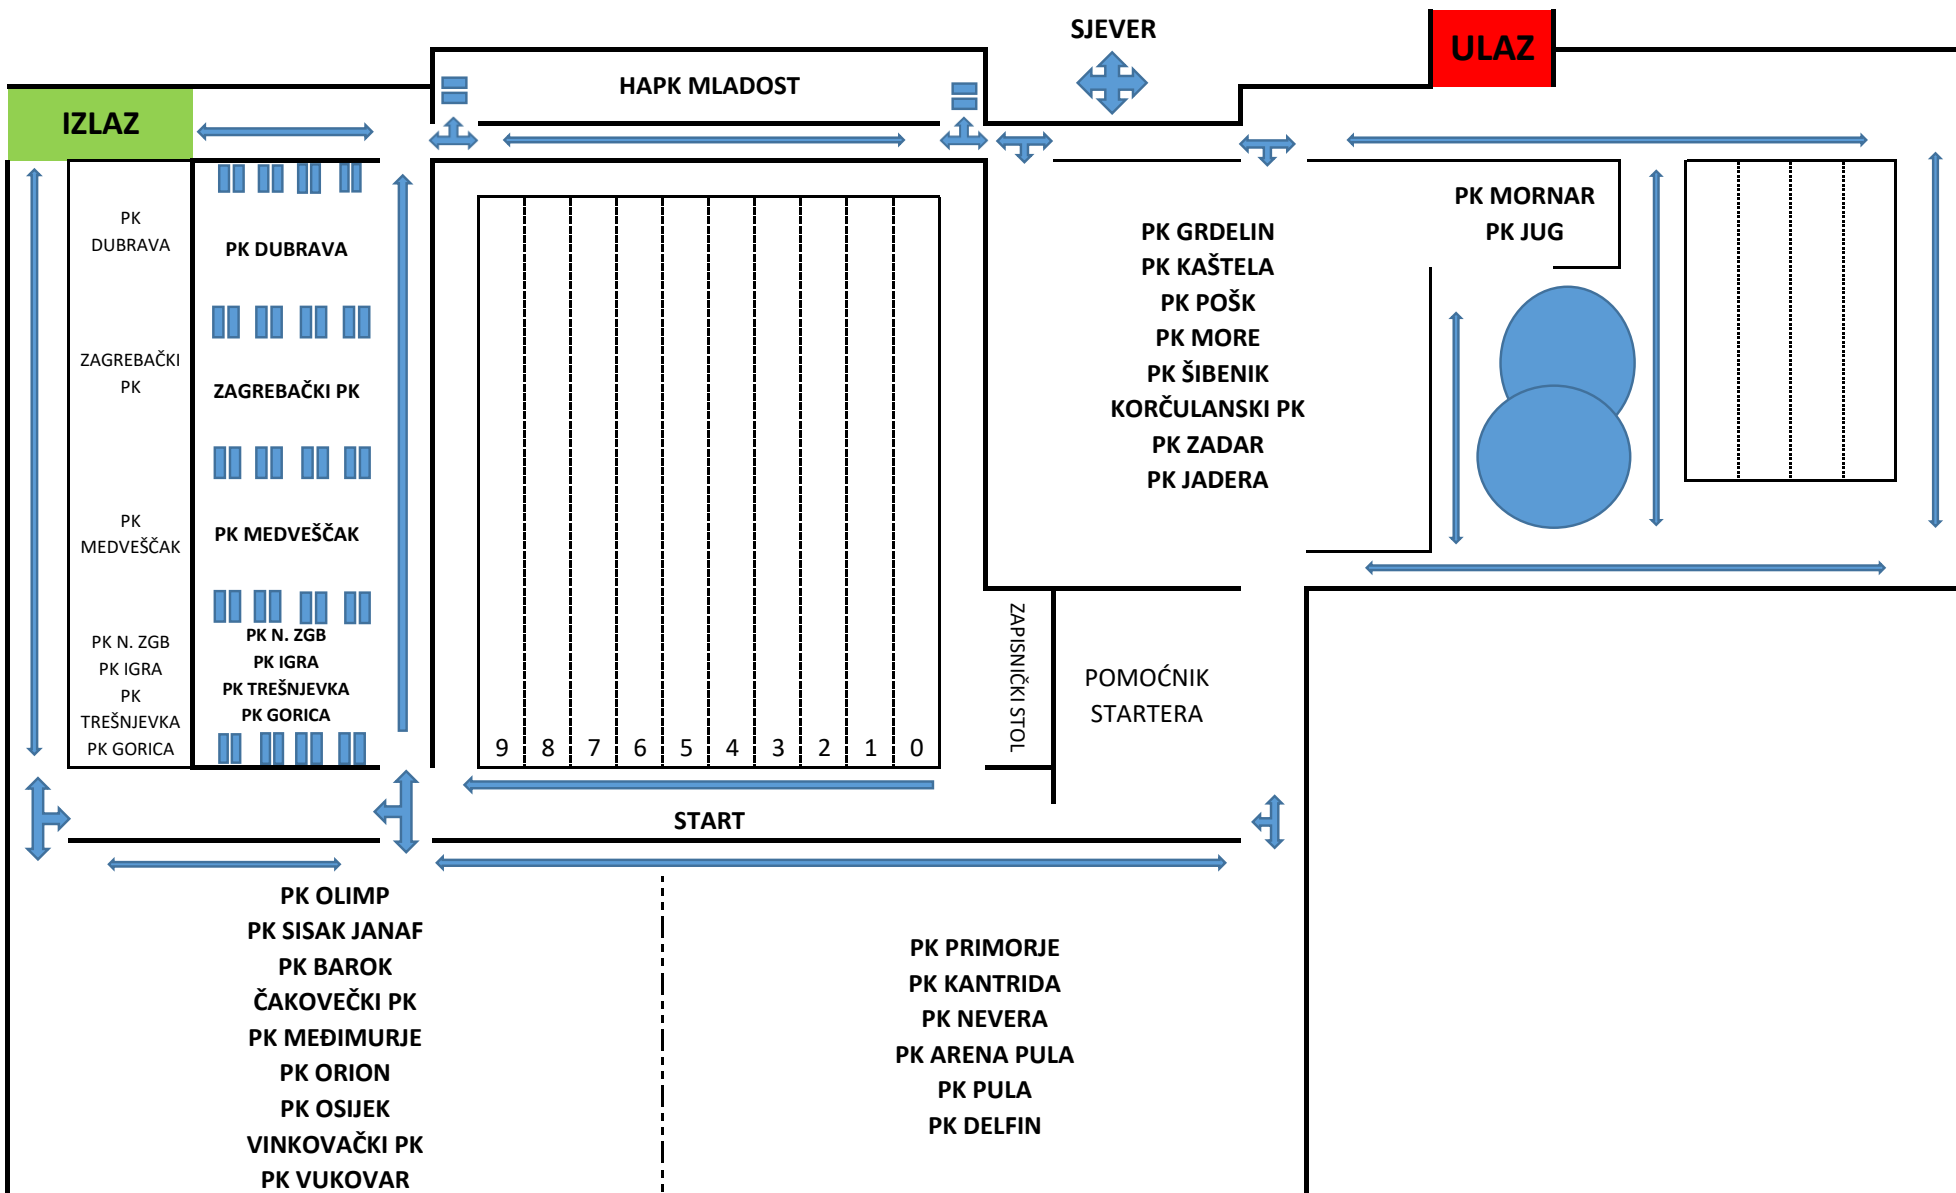 SJEVER
ULAZ
HAPK MLADOST
IZLAZ
PK
DUBRAVA
ZAGREBAČKI
PK
PK
MEDVEŠČAK
PK N. ZGB
PK IGRA
PK
TREŠNJEVKA
PK GORICA
PK DUBRAVA
ZAGREBAČKI PK
PK MEDVEŠČAK
PK N. ZGB
PK IGRA
PK TREŠNJEVKA
PK GORICA
9 8 7 6 5 4 3 2 1 0
START
ZAPISNIČKI STOL
POMOĆNIK
STARTERA
PK GRDELIN
PK KAŠTELA
PK POŠK
PK MORE
PK ŠIBENIK
KORČULANSKI PK
PK ZADAR
PK JADERA
PK MORNAR
PK JUG
PK OLIMP
PK SISAK JANAF
PK BAROK
ČAKOVEČKI PK
PK MEĐIMURJE
PK ORION
PK OSIJEK
VINKOVAČKI PK
PK VUKOVAR
PK PRIMORJE
PK KANTRIDA
PK NEVERA
PK ARENA PULA
PK PULA
PK DELFIN